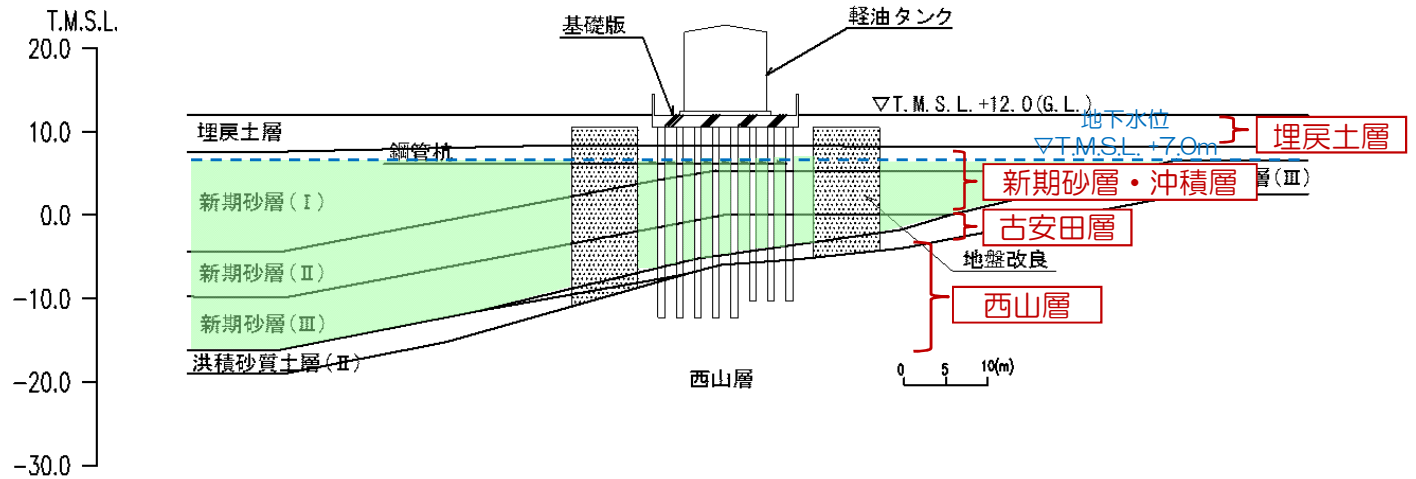 T.M.S.L.
20.0
10.0
0.0
-10.0
-20.0
-30.0
基礎版
軽油タンク
▽T.M.S.L.+12.0(G.L.)
地下水位
▽T.M.S.L.+7.0m
埋戻土層
埋戻土層
鋼管杭
新期砂層・沖積層
層(Ⅲ)
新期砂層(Ⅰ)
古安田層
地盤改良
新期砂層(Ⅱ)
西山層
新期砂層(Ⅲ)
洪積砂質土層(Ⅱ)
西山層
0 5 10(m)